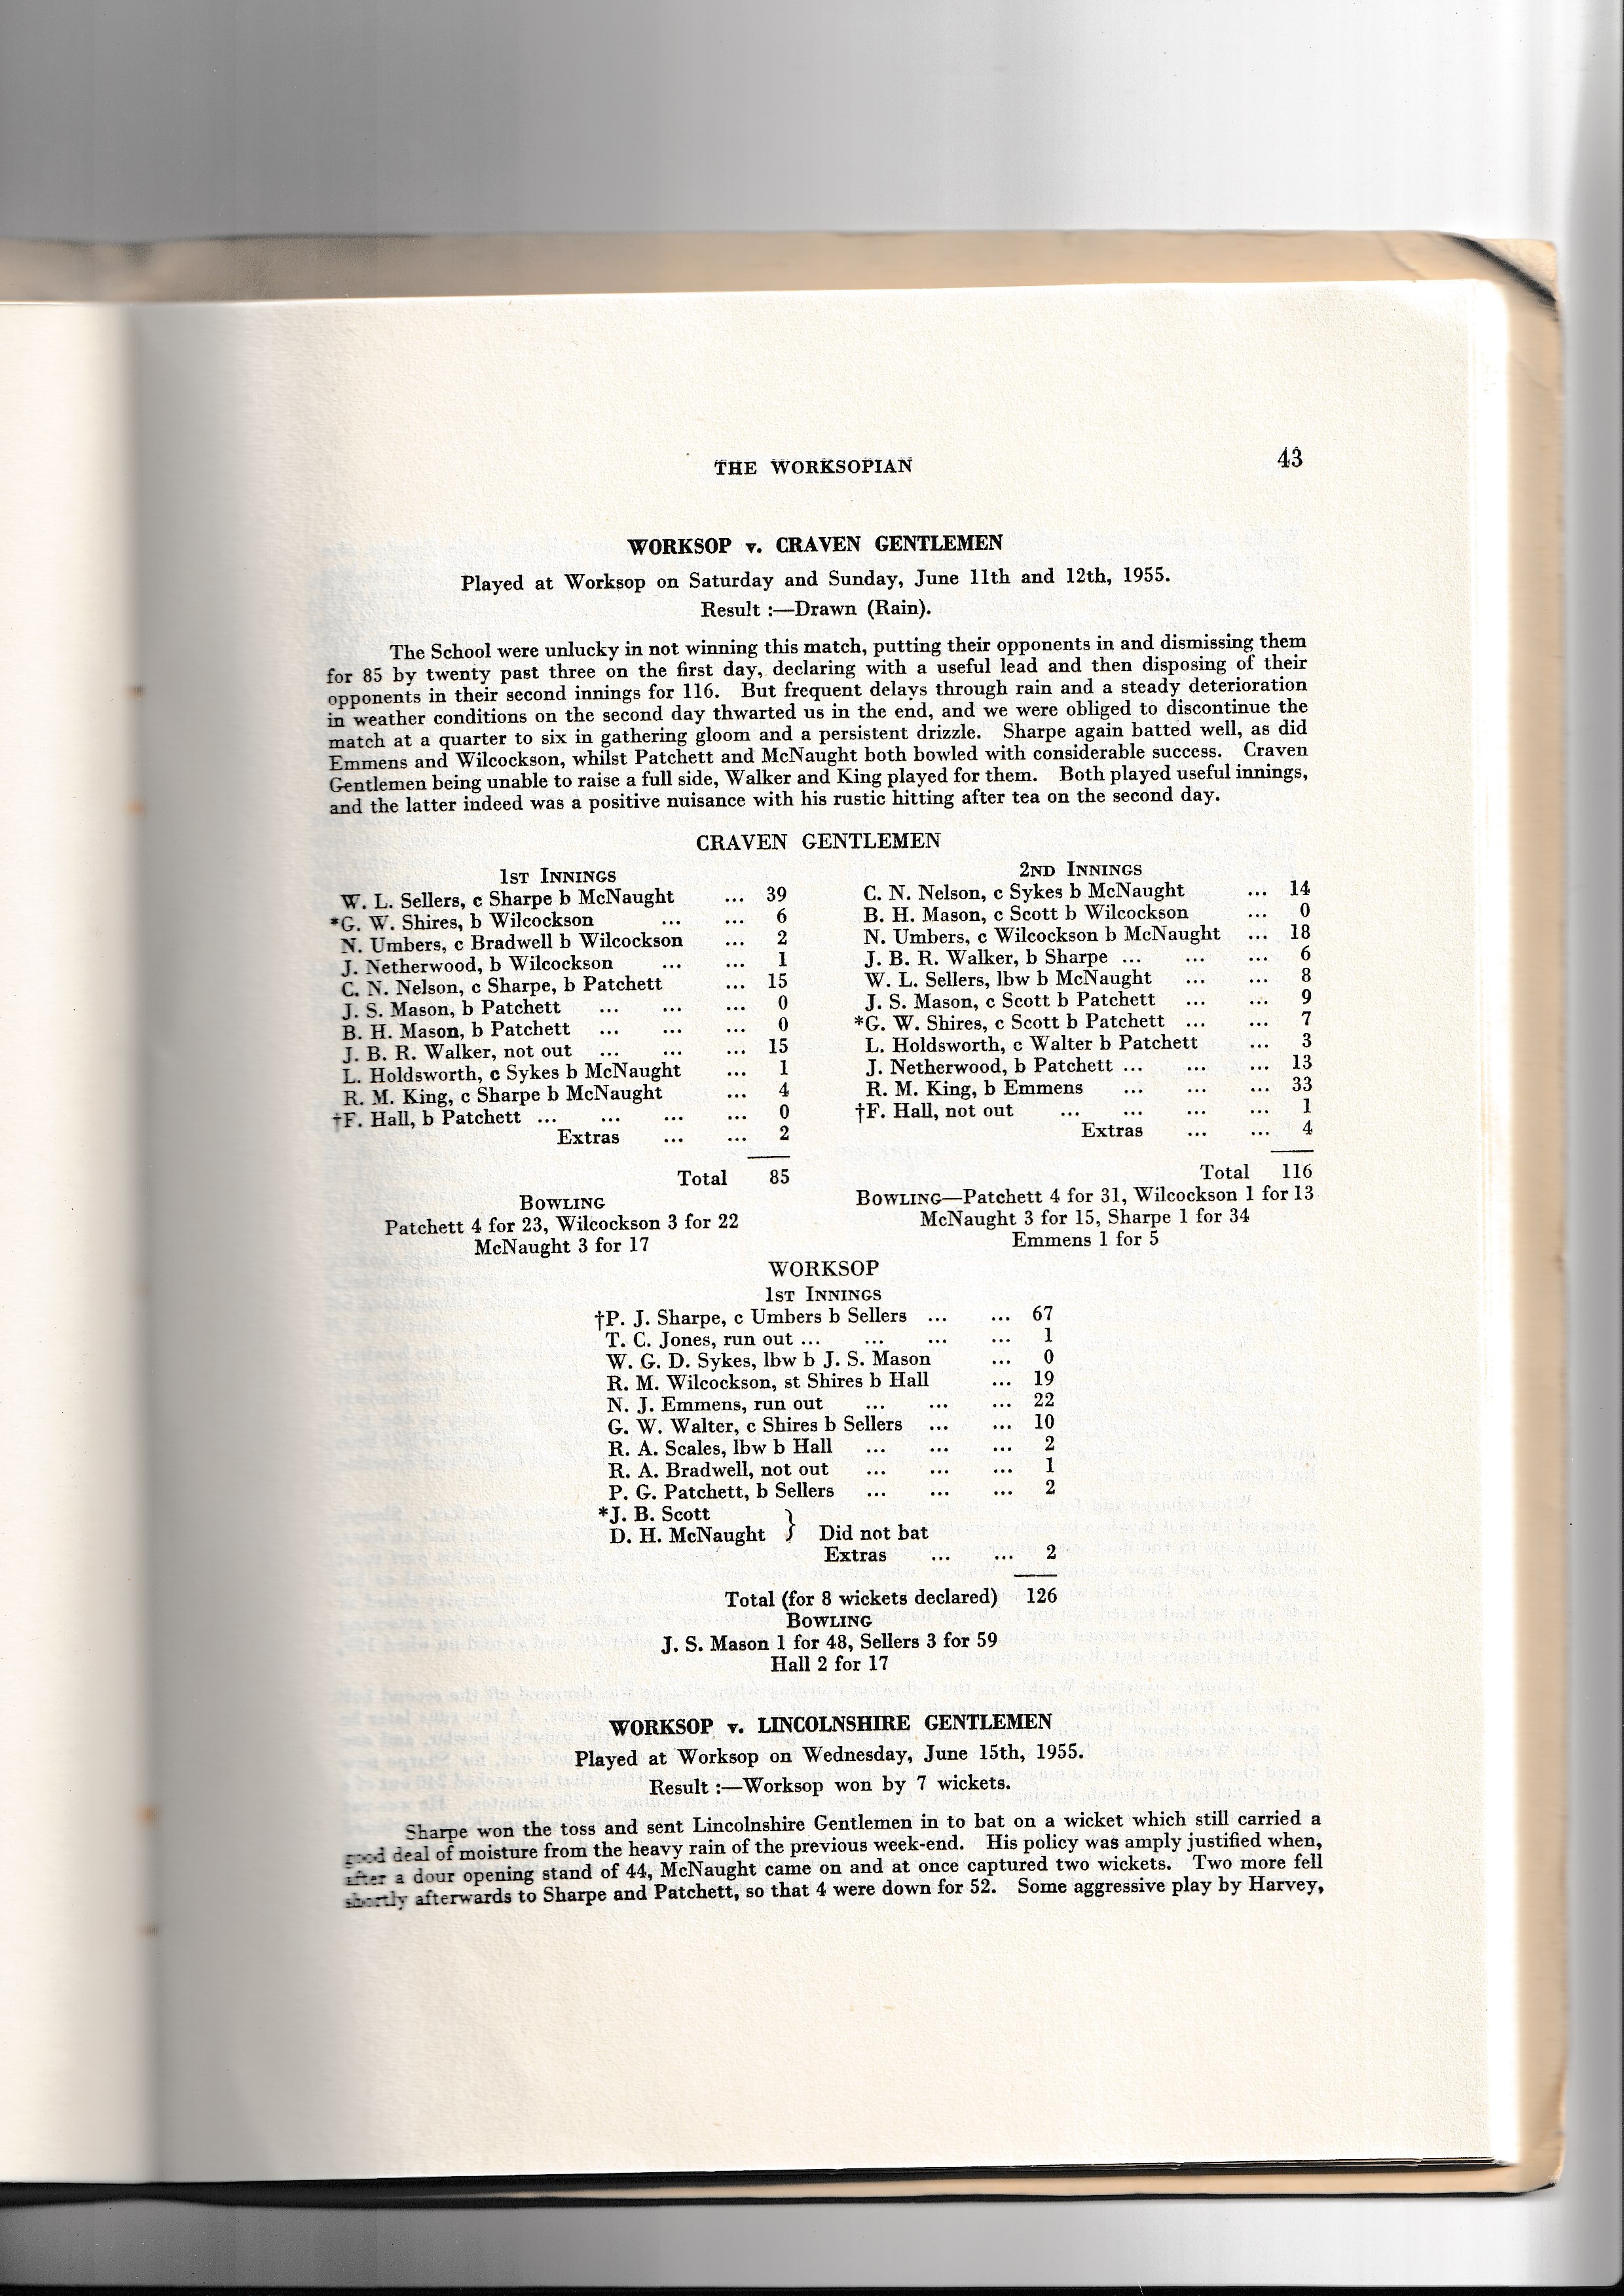 THE WORKSOPIAN 43
WORKSOP v. CRAVEN GENTLEMEN
Played at Worksop on Saturday and Sunday, June 11th and 12th, 1955.
Result :—Drawn (Rain).
The School were unlucky in not winning this match, putting their opponents in and dismissing them
for 85 by twenty past three on the first day, declaring with a useful lead and then disposing of their
opponents in their second innings for 116. But frequent delays through rain and a steady deterioration
in weather conditions on the second day thwarted us in the end, and we were obliged to discontinue the
match at a quarter to six in gathering gloom and a persistent drizzle. Sharpe again batted well, as did
Emmens and Wilcockson, whilst Patchett and McNaught both bowled with considerable success. Craven
Gentlemen being unable to raise a full side, Walker and King played for them. Both played useful innings,
and the latter indeed was a positive nuisance with his rustic hitting after tea on the second day.
CRAVEN GENTLEMEN
1ST INNINGS
W. L. Sellers, c Sharpe b McNaught ... 39
*G. W. Shires, b Wilcockson ... ... 6
N. Umbers, c Bradwell b Wilcockson ... 2
J. Netherwood, b Wilcockson ... ... 1
C. N. Nelson, c Sharpe, b Patchett ... 15
J. S. Mason, b Patchett ... ... ... 0
B. H. Mason, b Patchett ... ... ... 0
J. B. R. Walker, not out ... ... ... 15
L. Holdsworth, c Sykes b McNaught ... 1
R. M. King, c Sharpe b McNaught ... 4
†F. Hall, b Patchett ... ... ... ... 0
Extras ... ... 2
Total 85
BOWLING
Patchett 4 for 23, Wilcockson 3 for 22
McNaught 3 for 17
2ND INNINGS
C. N. Nelson, c Sykes b McNaught ... 14
B. H. Mason, c Scott b Wilcockson ... 0
N. Umbers, c Wilcockson b McNaught ... 18
J. B. R. Walker, b Sharpe ... ... ... 6
W. L. Sellers, lbw b McNaught ... ... 8
J. S. Mason, c Scott b Patchett ... ... 9
*G. W. Shires, c Scott b Patchett ... ... 7
L. Holdsworth, c Walter b Patchett ... 3
J. Netherwood, b Patchett ... ... ... 13
R. M. King, b Emmens ... ... ... 33
†F. Hall, not out ... ... ... ... 1
Extras ... ... 4
Total 116
BOWLING—Patchett 4 for 31, Wilcockson 1 for 13
McNaught 3 for 15, Sharpe 1 for 34
Emmens 1 for 5
WORKSOP
1ST INNINGS
†P. J. Sharpe, c Umbers b Sellers ... ... 67
T. C. Jones, run out ... ... ... ... 1
W. G. D. Sykes, lbw b J. S. Mason ... 0
R. M. Wilcockson, st Shires b Hall ... 19
N. J. Emmens, run out ... ... ... 22
G. W. Walter, c Shires b Sellers ... ... 10
R. A. Scales, lbw b Hall ... ... ... 2
R. A. Bradwell, not out ... ... ... 1
P. G. Patchett, b Sellers ... ... ... 2
*J. B. Scott
D. H. McNaught } Did not bat
Extras ... ... 2
Total (for 8 wickets declared) 126
BOWLING
J. S. Mason 1 for 48, Sellers 3 for 59
Hall 2 for 17
WORKSOP v. LINCOLNSHIRE GENTLEMEN
Played at Worksop on Wednesday, June 15th, 1955.
Result :—Worksop won by 7 wickets.
Sharpe won the toss and sent Lincolnshire Gentlemen in to bat on a wicket which still carried a
good deal of moisture from the heavy rain of the previous week-end. His policy was amply justified when,
after a dour opening stand of 44, McNaught came on and at once captured two wickets. Two more fell
shortly afterwards to Sharpe and Patchett, so that 4 were down for 52. Some aggressive play by Harvey,